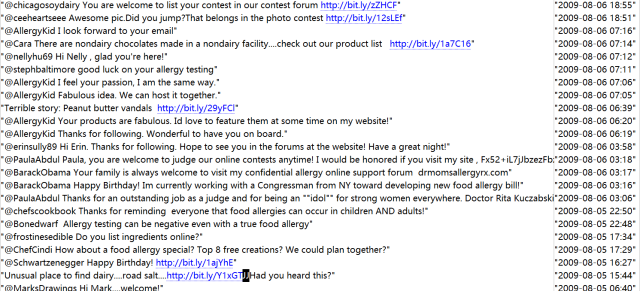 "@chicagosoydairy You are welcome to list your contest in our contest forum http://bit.ly/zZHCF" "2009-08-06 18:55"
"@ceeheartseee Awesome pic.Did you jump?That belongs in the photo contest http://bit.ly/12sLEf" "2009-08-06 18:51"
"@AllergyKid I look forward to your email" "2009-08-06 07:16"
"@Cara There are nondairy chocolates made in a nondairy facility....check out our product list http://bit.ly/1a7C16" "2009-08-06 07:14"
"@nellyhu69 Hi Nelly , glad you're here!" "2009-08-06 07:12"
"@stephbaltimore good luck on your allergy testing" "2009-08-06 07:11"
"@AllergyKid I feel your passion, I am the same way." "2009-08-06 07:06"
"@AllergyKid Fabulous idea. We can host it together." "2009-08-06 07:05"
"Terrible story: Peanut butter vandals http://bit.ly/29yFCl" "2009-08-06 06:39"
"@AllergyKid Your products are fabulous. Id love to feature them at some time on my website!" "2009-08-06 06:20"
"@AllergyKid Thanks for following. Wonderful to have you on board." "2009-08-06 06:19"
"@erinsully89 Hi Erin. Thanks for following. Hope to see you in the forums at the website! Have a great night!" "2009-08-06 03:58"
"@PaulaAbdul Paula, you are welcome to judge our online contests anytime! I would be honored if you visit my site , Fx52+iL7jJbzezFb "2009-08-06 03:18"
"@BarackObama Your family is always welcome to visit my confidential allergy online support forum drmomsallergyrx.com" "2009-08-06 03:17"
"@BarackObama Happy Birthday! Im currently working with a Congressman from NY toward developing new food allergy bill!" "2009-08-06 03:16"
"@PaulaAbdul Thanks for an outstanding job as a judge and for being an ""idol"" for strong women everywhere. Doctor Rita Kuczabski "2009-08-06 03:06"
"@chefscookbook Thanks for reminding everyone that food allergies can occur in children AND adults!" "2009-08-05 22:50"
"@Bonedwarf Allergy testing can be negative even with a true food allergy" "2009-08-05 22:48"
"@frostinesedible Do you list ingredients online?" "2009-08-05 17:34"
"@ChefCindi How about a food allergy special? Top 8 free creations? We could plan together?" "2009-08-05 17:29"
"@Schwartzenegger Happy Birthday! http://bit.ly/1ajYhE" "2009-08-05 16:27"
"Unusual place to find dairy....road salt....http://bit.ly/Y1xGT Had you heard this?" "2009-08-05 15:44"
"@MarksDrawings Hi Mark....welcome!" "2009-08-05 06:40"